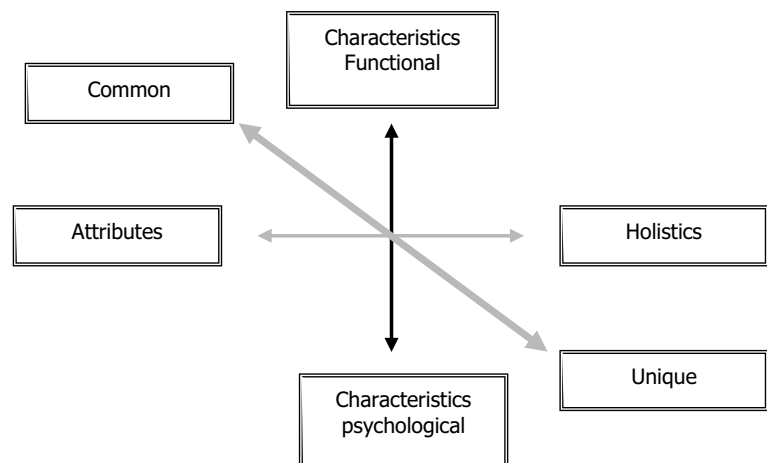 Characteristics
Functional
Common
Attributes
Holistics
Unique
Characteristics
psychological